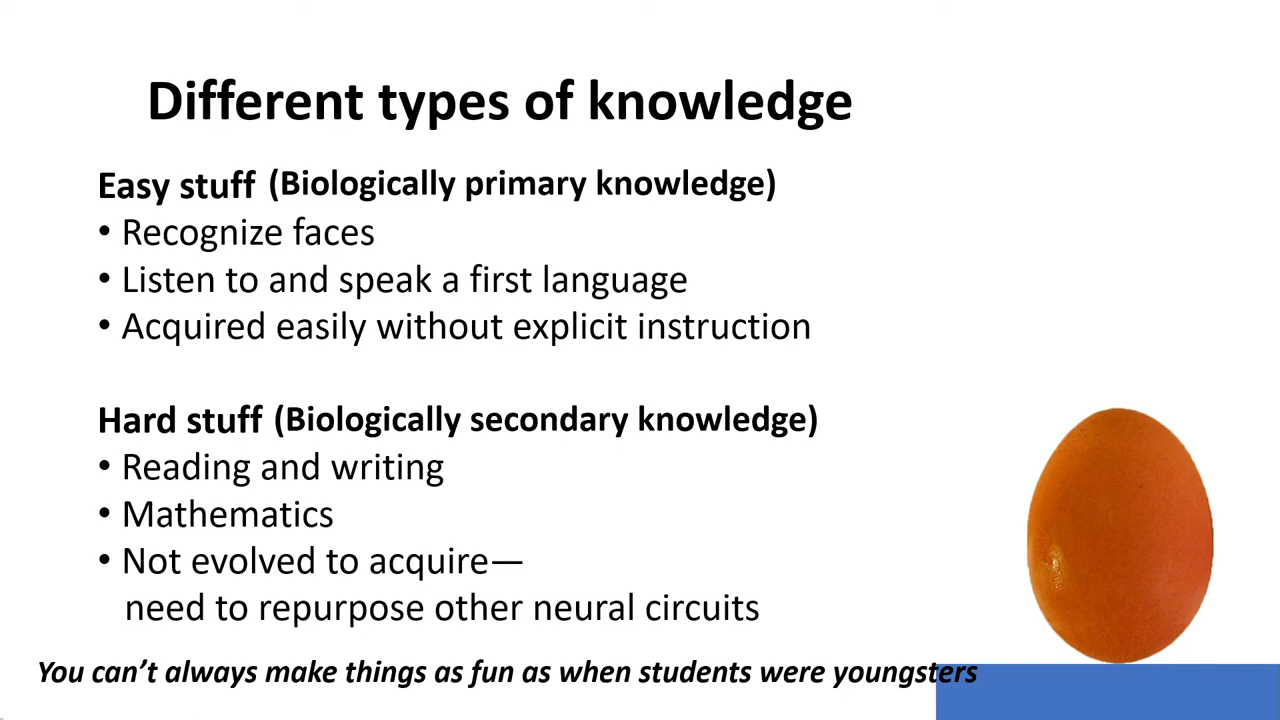 Different types of knowledge
Easy stuff (Biologically primary knowledge)
• Recognize faces
• Listen to and speak a first language
• Acquired easily without explicit instruction
Hard stuff (Biologically secondary knowledge)
• Reading and writing
• Mathematics
• Not evolved to acquire—
need to repurpose other neural circuits
You can’t always make things as fun as when students were youngsters